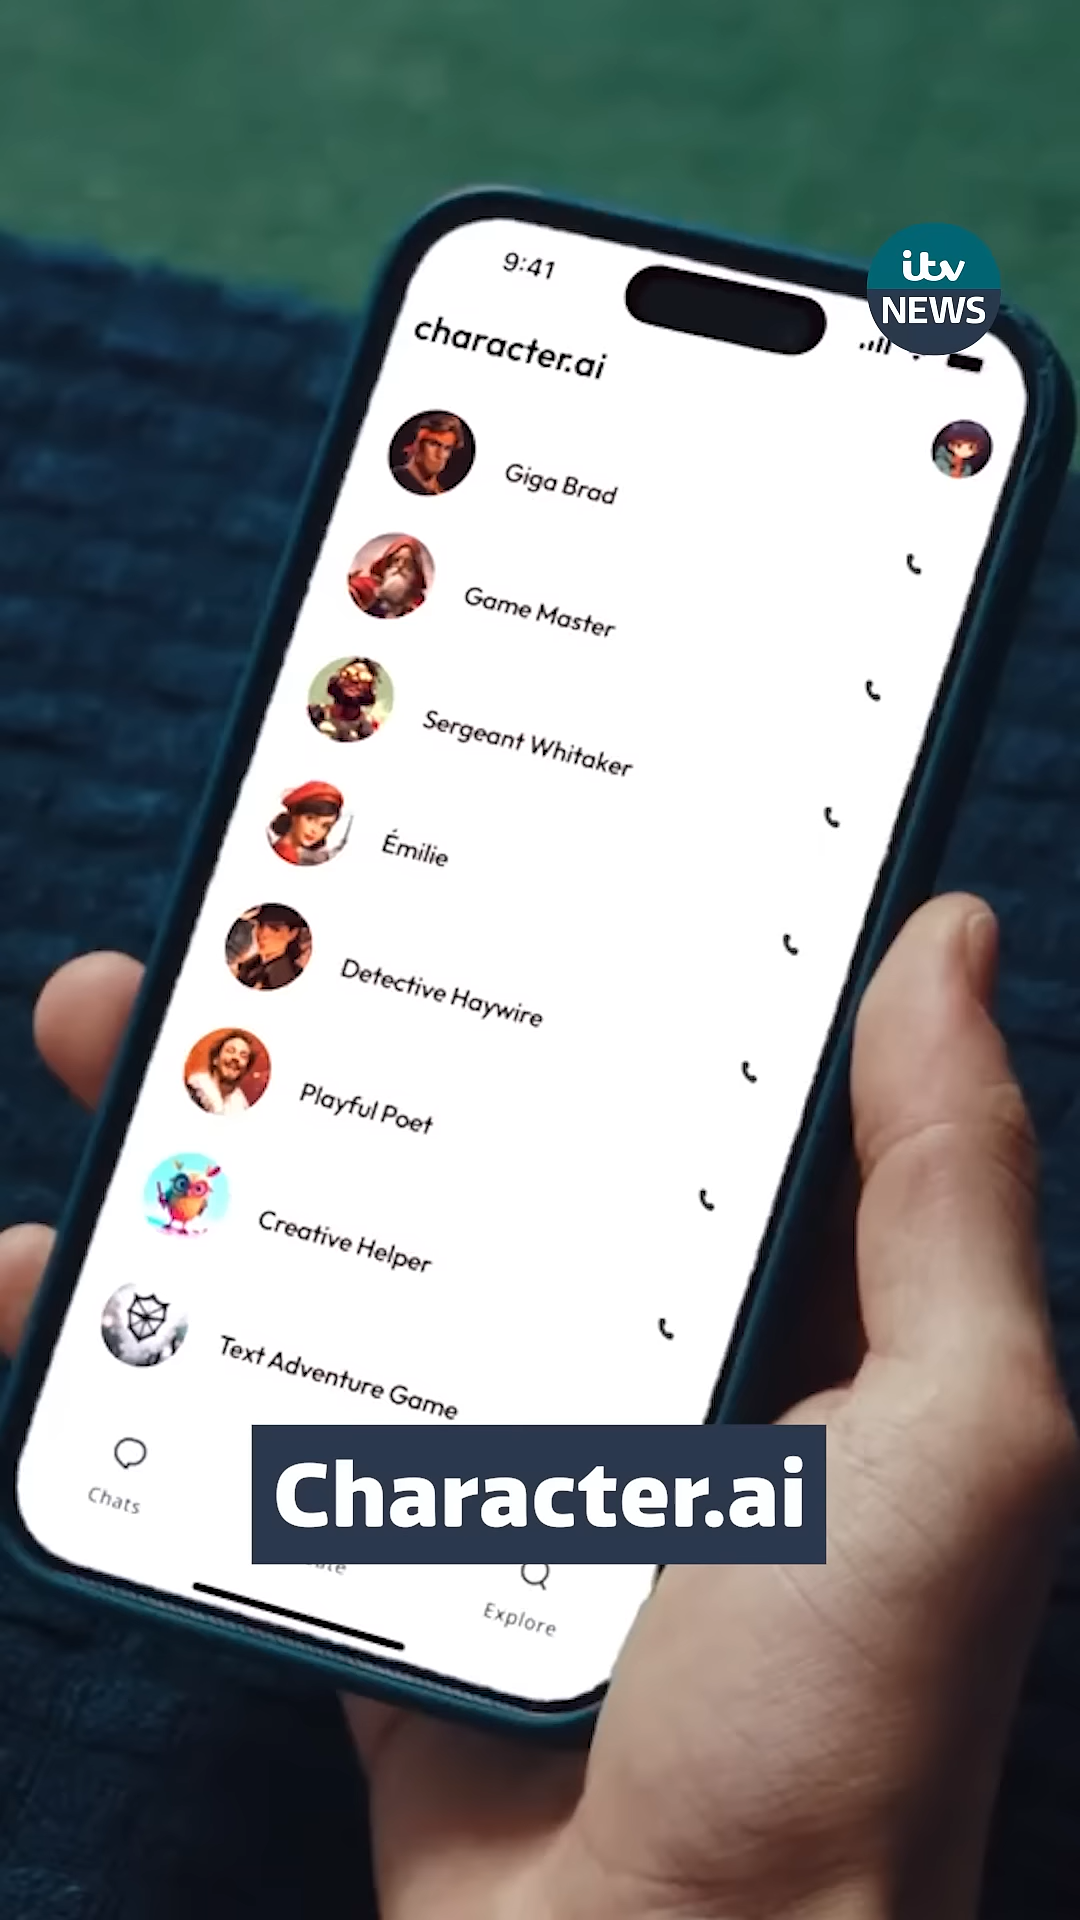 itv
NEWS
9:41
character.ai
Giga Brad
Game Master
Sergeant Whitaker
Émilie
Detective Haywire
Playful Poet
Creative Helper
Text Adventure Game
Character.ai
Chats
Explore